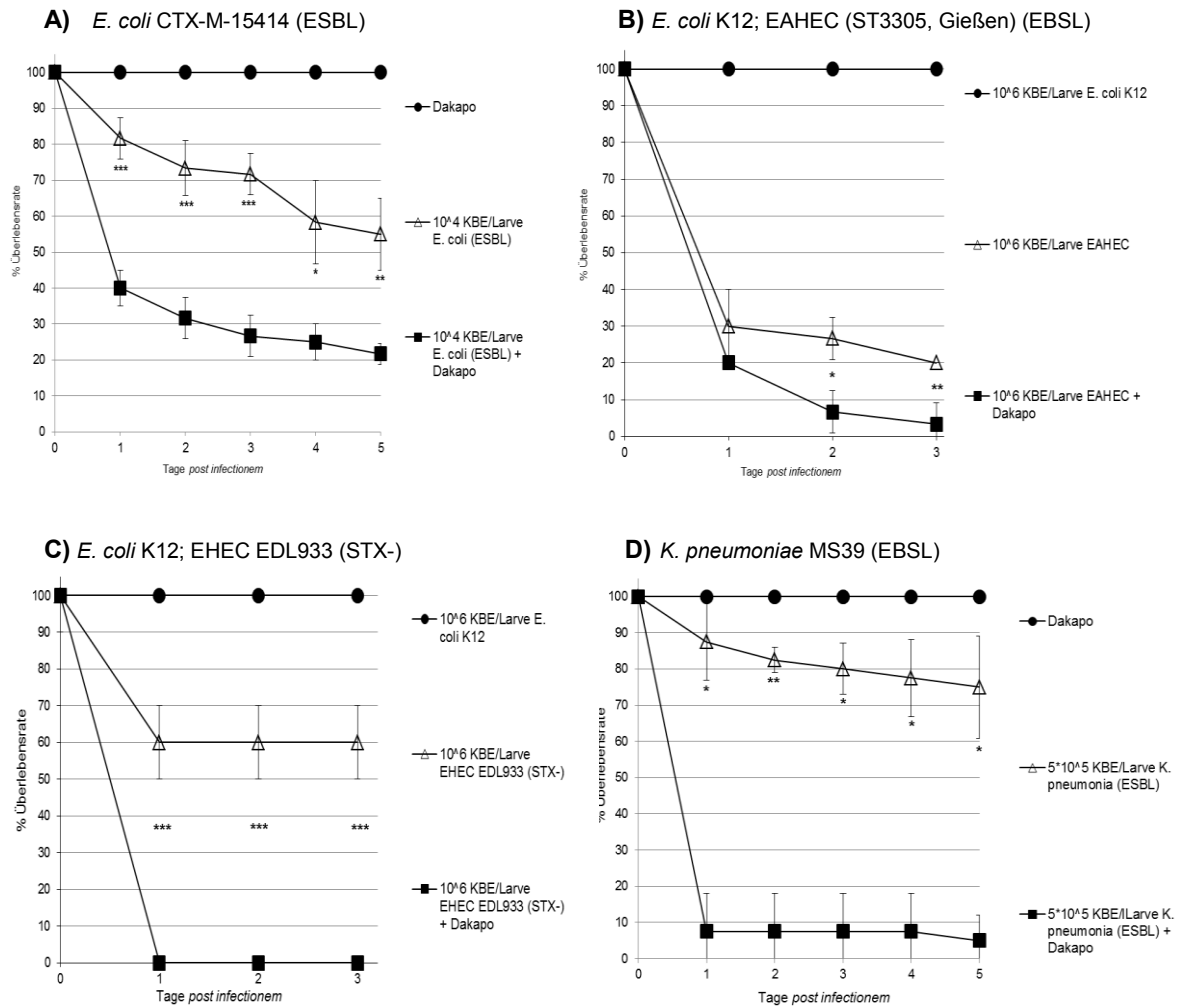 A) E. coli CTX-M-15414 (ESBL)
% Überlebensrate
100
90
80
70
60
50
40
30
20
10
0
***
***
***
*
**
0 1 2 3 4 5
Tage post infectionem
Dakapo
10^4 KBE/Larve
E. coli (ESBL)
10^4 KBE/Larve
E. coli (ESBL) +
Dakapo
B) E. coli K12; EAHEC (ST3305, Gießen) (EBSL)
% Überlebensrate
100
90
80
70
60
50
40
30
20
10
0
*
**
0 1 2 3
Tage post infectionem
10^6 KBE/Larve E. coli K12
10^6 KBE/Larve EAHEC
10^6 KBE/Larve EAHEC +
Dakapo
C) E. coli K12; EHEC EDL933 (STX-)
% Überlebensrate
100
90
80
70
60
50
40
30
20
10
0
***
***
***
0 1 2 3
Tage post infectionem
10^6 KBE/Larve E.
coli K12
10^6 KBE/Larve
EHEC EDL933 (STX-)
10^6 KBE/Larve
EHEC EDL933 (STX-)
+ Dakapo
D) K. pneumoniae MS39 (EBSL)
% Überlebensrate
100
90
80
70
60
50
40
30
20
10
0
*
**
*
*
*
0 1 2 3 4 5
Tage post infectionem
Dakapo
5*10^5 KBE/Larve K.
pneumonia (ESBL)
5*10^5 KBE/lLarve K.
pneumonia (ESBL) +
Dakapo